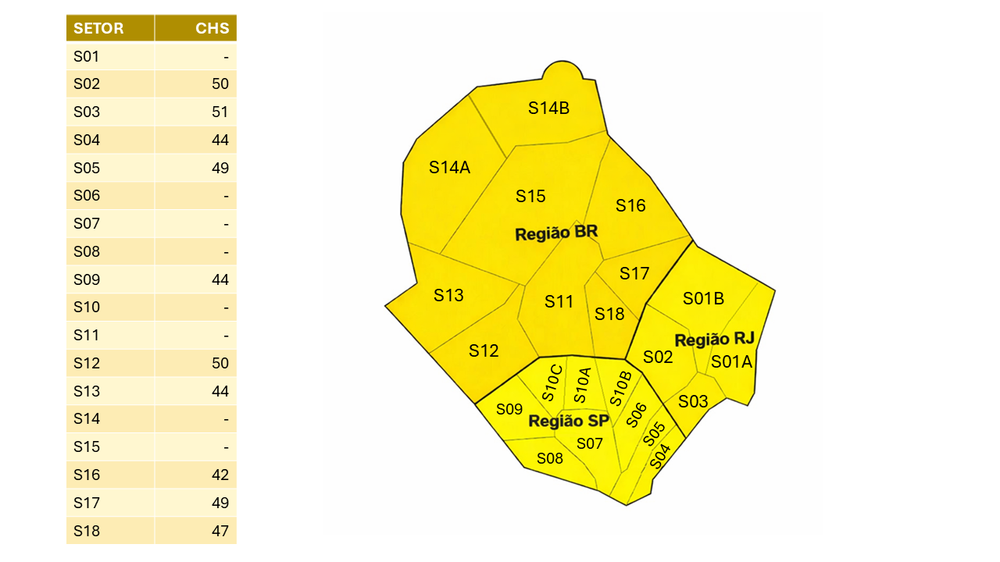 SETOR CHS
S01 -
S02 50
S03 51
S04 44
S05 49
S06 -
S07 -
S08 -
S09 44
S10 -
S11 -
S12 50
S13 44
S14 -
S15 -
S16 42
S17 49
S18 47
S14B
S14A
S15
S16
Região BR
S17
S13
S11
S18
S12
S01B
Região RJ
S02
S01A
S03
S10C
S10A
S10B
S09
S06
Região SP
S05
S07
S08
S04